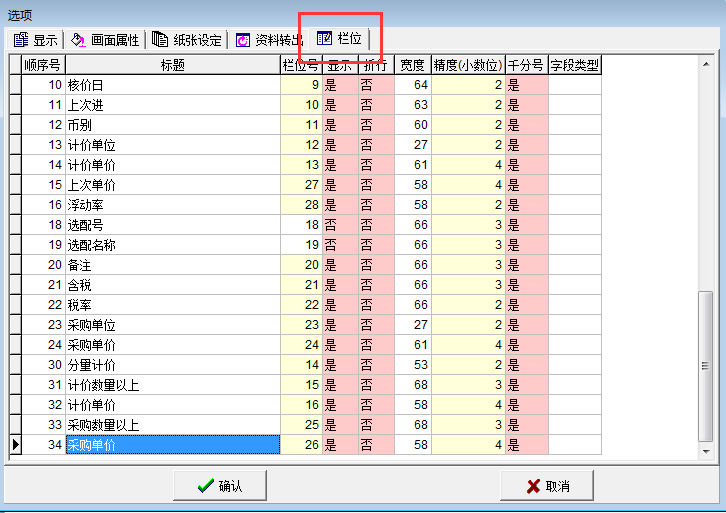 选项
显示 画面属性 纸张设定 资料转出 栏位
顺序号 标题 栏位号 显示 折行 宽度 精度(小数位) 千分号 字段类型
10 核价日 9 是 否 64 2 是
11 上次进 10 是 否 63 2 是
12 币别 11 是 否 60 2 是
13 计价单位 12 是 否 27 2 是
14 计价单价 13 是 否 61 4 是
15 上次单价 27 是 否 58 4 是
16 浮动率 28 是 否 58 2 是
18 选配号 18 否 否 66 3 是
19 选配名称 19 否 否 66 3 是
20 备注 20 是 否 66 3 是
21 含税 21 是 否 66 3 是
22 税率 22 是 否 66 2 是
23 采购单位 23 是 否 27 2 是
24 采购单价 24 是 否 61 4 是
30 分量计价 14 是 否 53 2 是
31 计价数量以上 15 是 否 68 3 是
32 计价单价 16 是 否 58 4 是
33 采购数量以上 25 是 否 68 3 是
34 采购单价 26 是 否 58 4 是
确认 取消